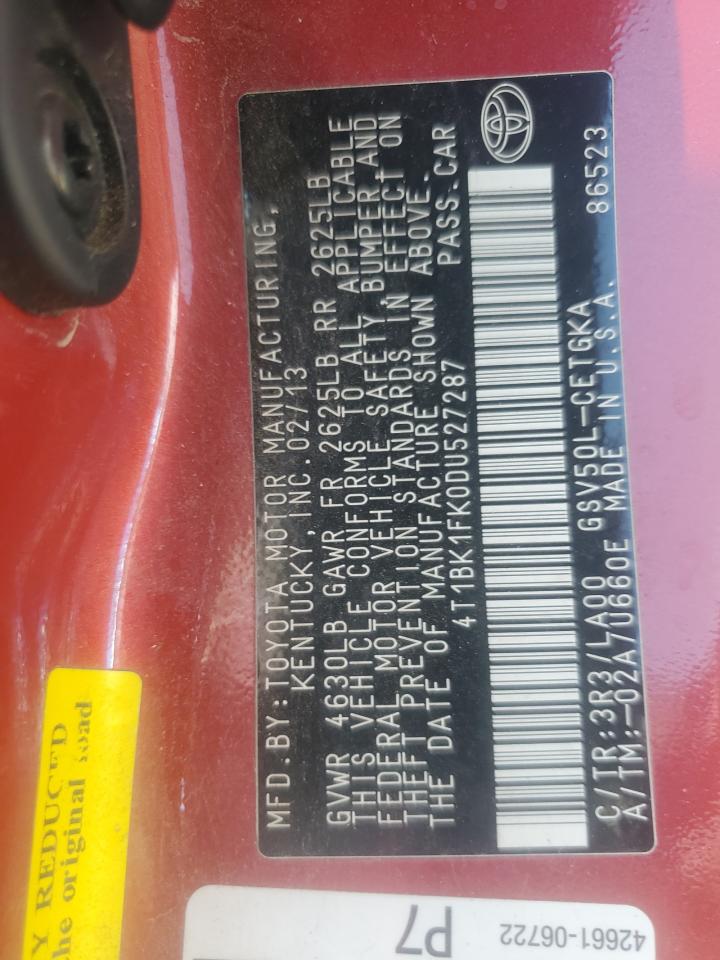 MFD.BY:TOYOTA MOTOR MANUFACTURING,
KENTUCKY, INC. 02/13
GVWR 4630LB GAWR FR 2625LB RR 2625LB
THIS VEHICLE CONFORMS TO ALL APPLICABLE
FEDERAL MOTOR VEHICLE SAFETY, BUMPER AND
THEFT PREVENTION STANDARDS IN EFFECT ON
THE DATE OF MANUFACTURE SHOWN ABOVE.
4T1BK1FK0DU527287 PASS.CAR
C/TR:3R3/LA00 GSV50L-CETGKA 86523
A/TM:-02A/U660E MADE IN U.S.A.
Y REDUCED
he original
P7
42661-06722